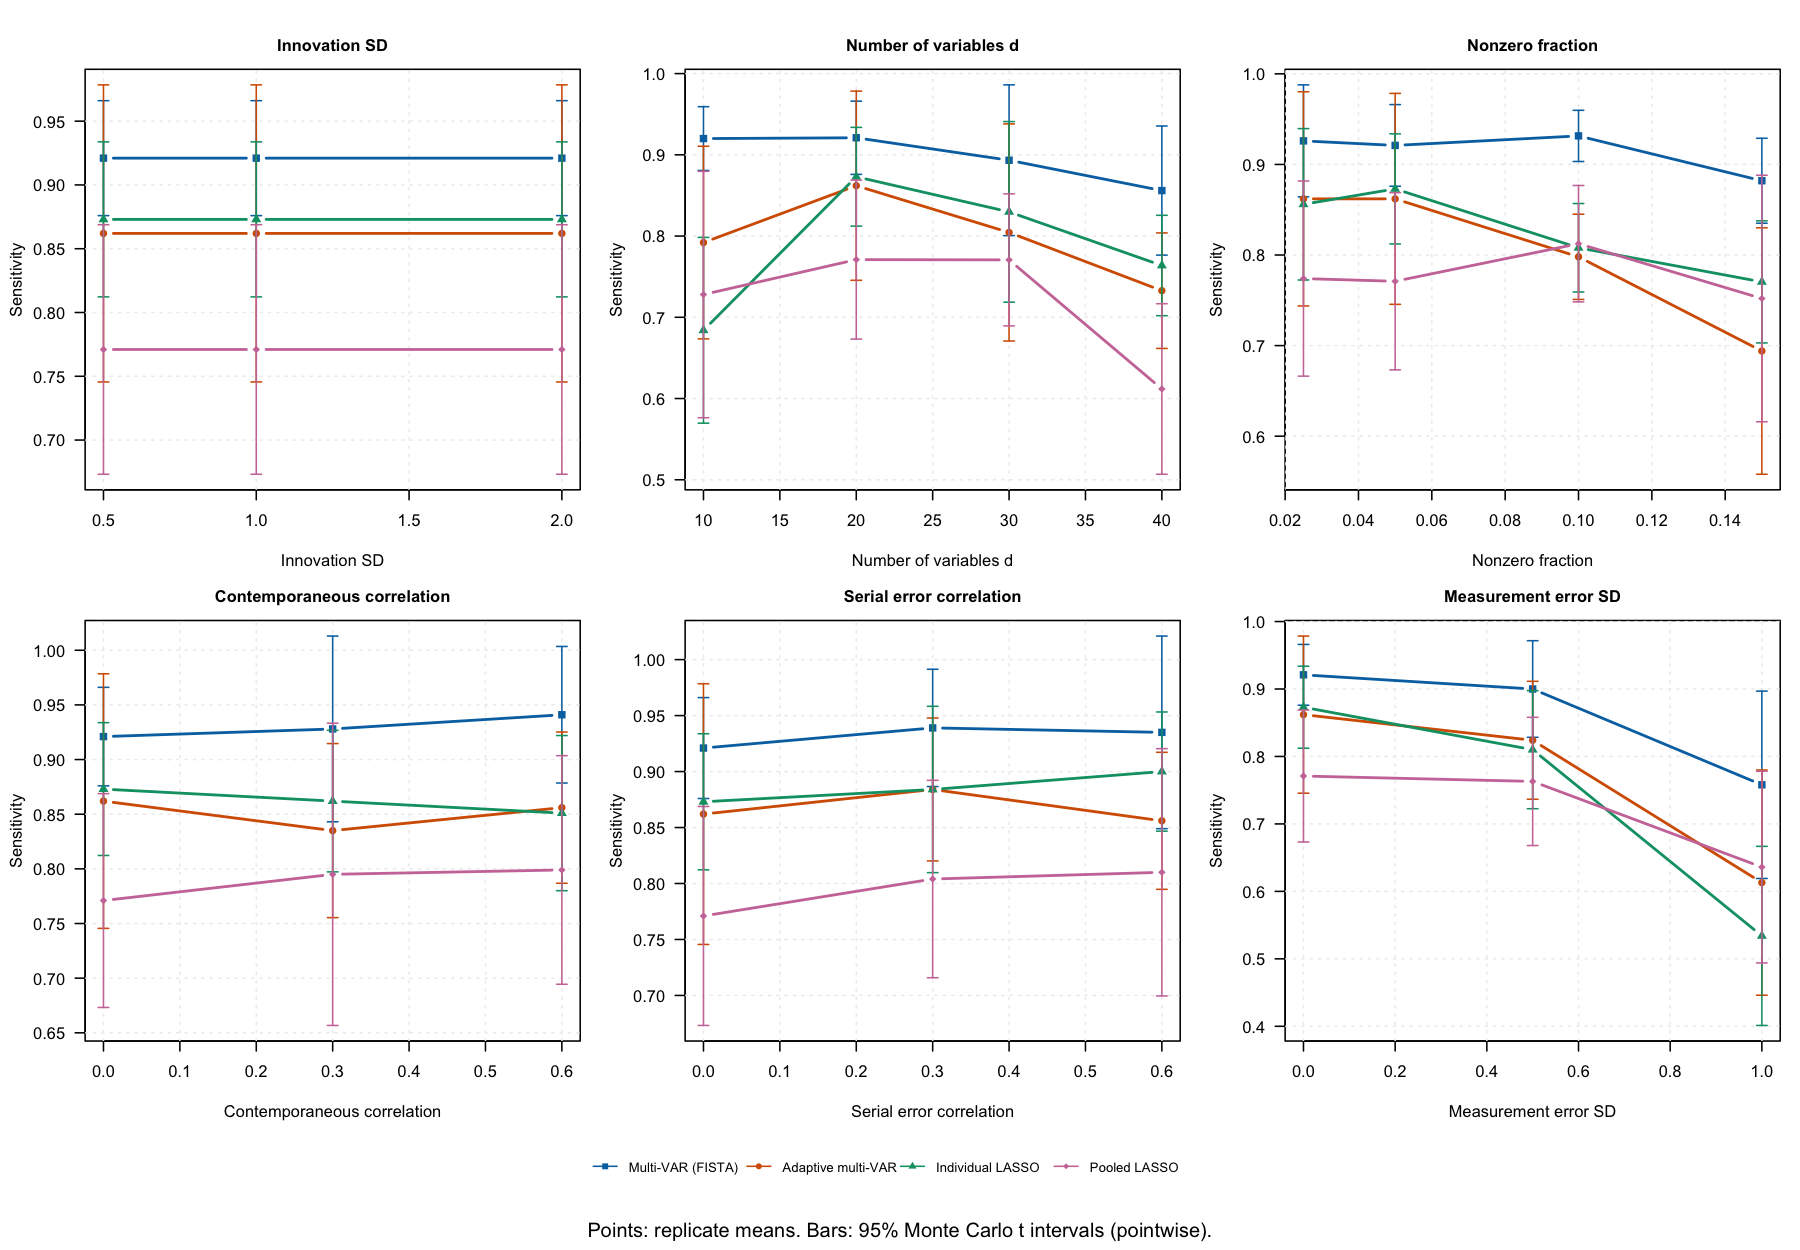 Innovation SD
Sensitivity
0.95
0.90
0.85
0.80
0.75
0.70
0.5 1.0 1.5 2.0
Innovation SD
Number of variables d
Sensitivity
1.0
0.9
0.8
0.7
0.6
0.5
10 20 25 30 35 40
Number of variables d
Nonzero fraction
Sensitivity
1.0
0.9
0.8
0.7
0.6
0.02 0.04 0.06 0.08 0.10 0.12 0.14
Nonzero fraction
Contemporaneous correlation
Sensitivity
1.00
0.95
0.90
0.85
0.80
0.75
0.70
0.65
0.0 0.1 0.2 0.3 0.4 0.5 0.6
Contemporaneous correlation
Serial error correlation
Sensitivity
1.00
0.95
0.90
0.85
0.80
0.75
0.70
0.0 0.1 0.2 0.3 0.4 0.5 0.6
Serial error correlation
Measurement error SD
Sensitivity
1.0
0.9
0.8
0.7
0.6
0.5
0.4
0.0 0.2 0.4 0.6 0.8 1.0
Measurement error SD
Multi-VAR (FISTA) Adaptive multi-VAR Individual LASSO Pooled LASSO
Points: replicate means. Bars: 95% Monte Carlo t intervals (pointwise).